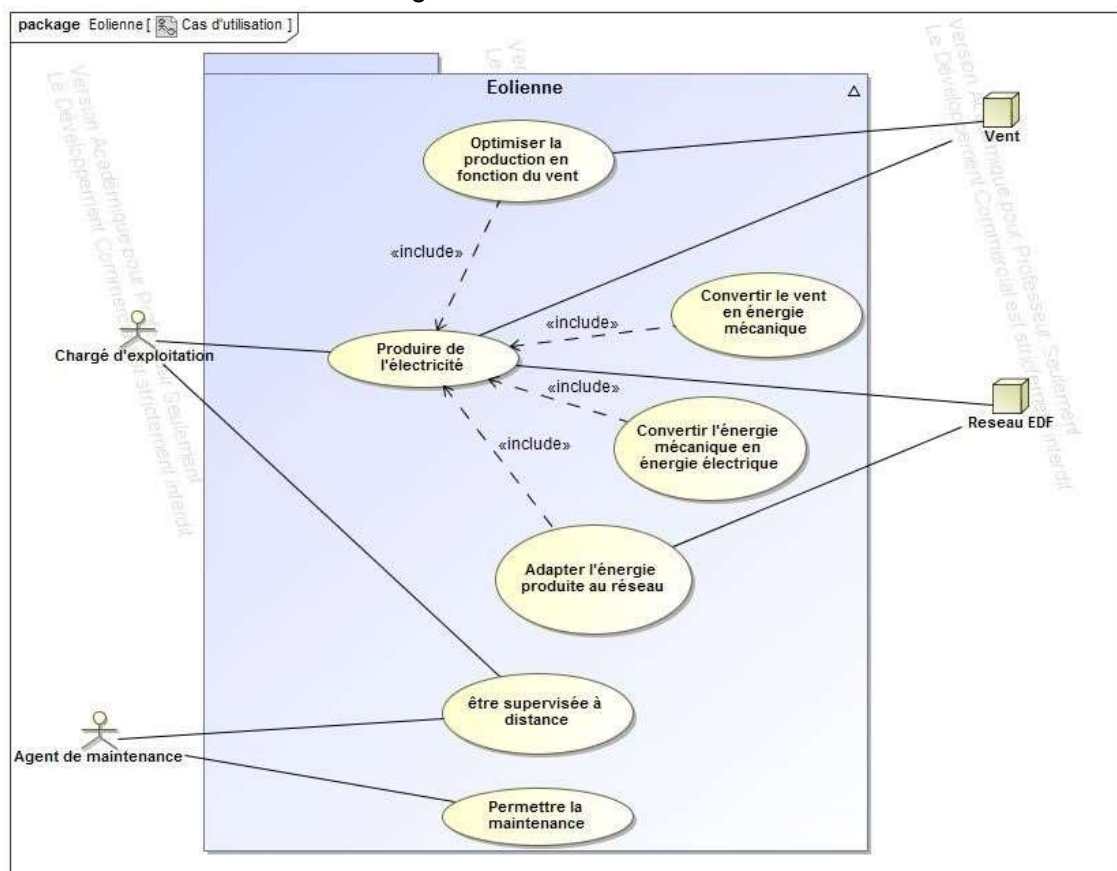 package Eolienne [ Cas d'utilisation ]
Eolienne
Optimiser la
production en
fonction du vent
Vent
«include»
Convertir le vent
en énergie
mécanique
«include»
Chargé d'exploitation
Produire de
l'électricité
«include»
Reseau EDF
Convertir l'énergie
mécanique en
énergie électrique
«include»
Adapter l'énergie
produite au réseau
être supervisée à
distance
Agent de maintenance
Permettre la
maintenance